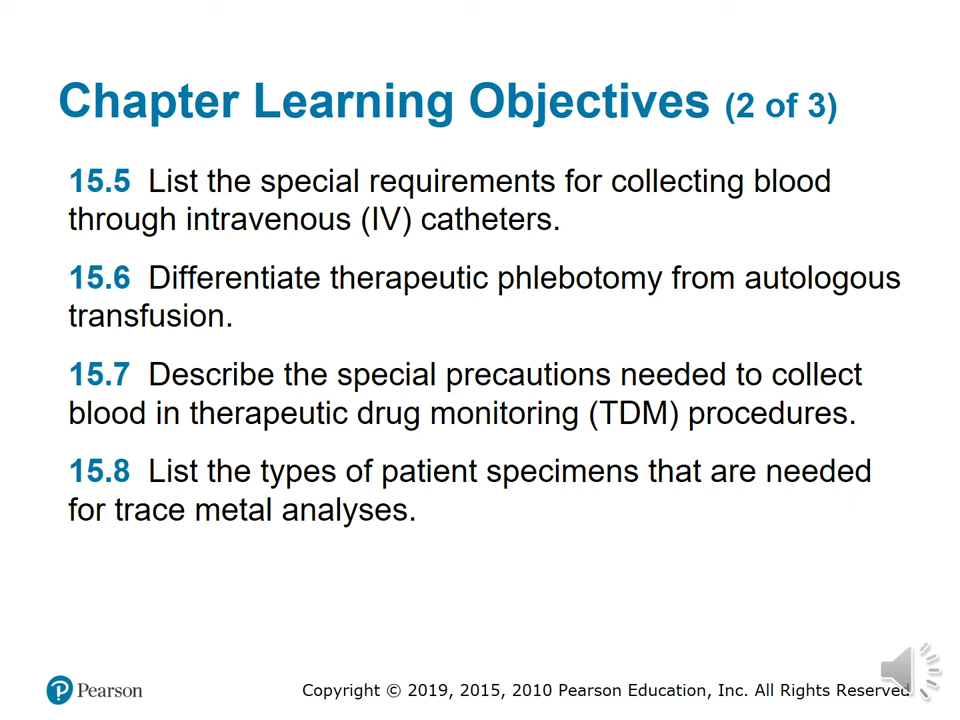 Chapter Learning Objectives (2 of 3)
15.5 List the special requirements for collecting blood
through intravenous (IV) catheters.
15.6 Differentiate therapeutic phlebotomy from autologous
transfusion.
15.7 Describe the special precautions needed to collect
blood in therapeutic drug monitoring (TDM) procedures.
15.8 List the types of patient specimens that are needed
for trace metal analyses.
P Pearson
Copyright © 2019, 2015, 2010 Pearson Education, Inc. All Rights Reserved